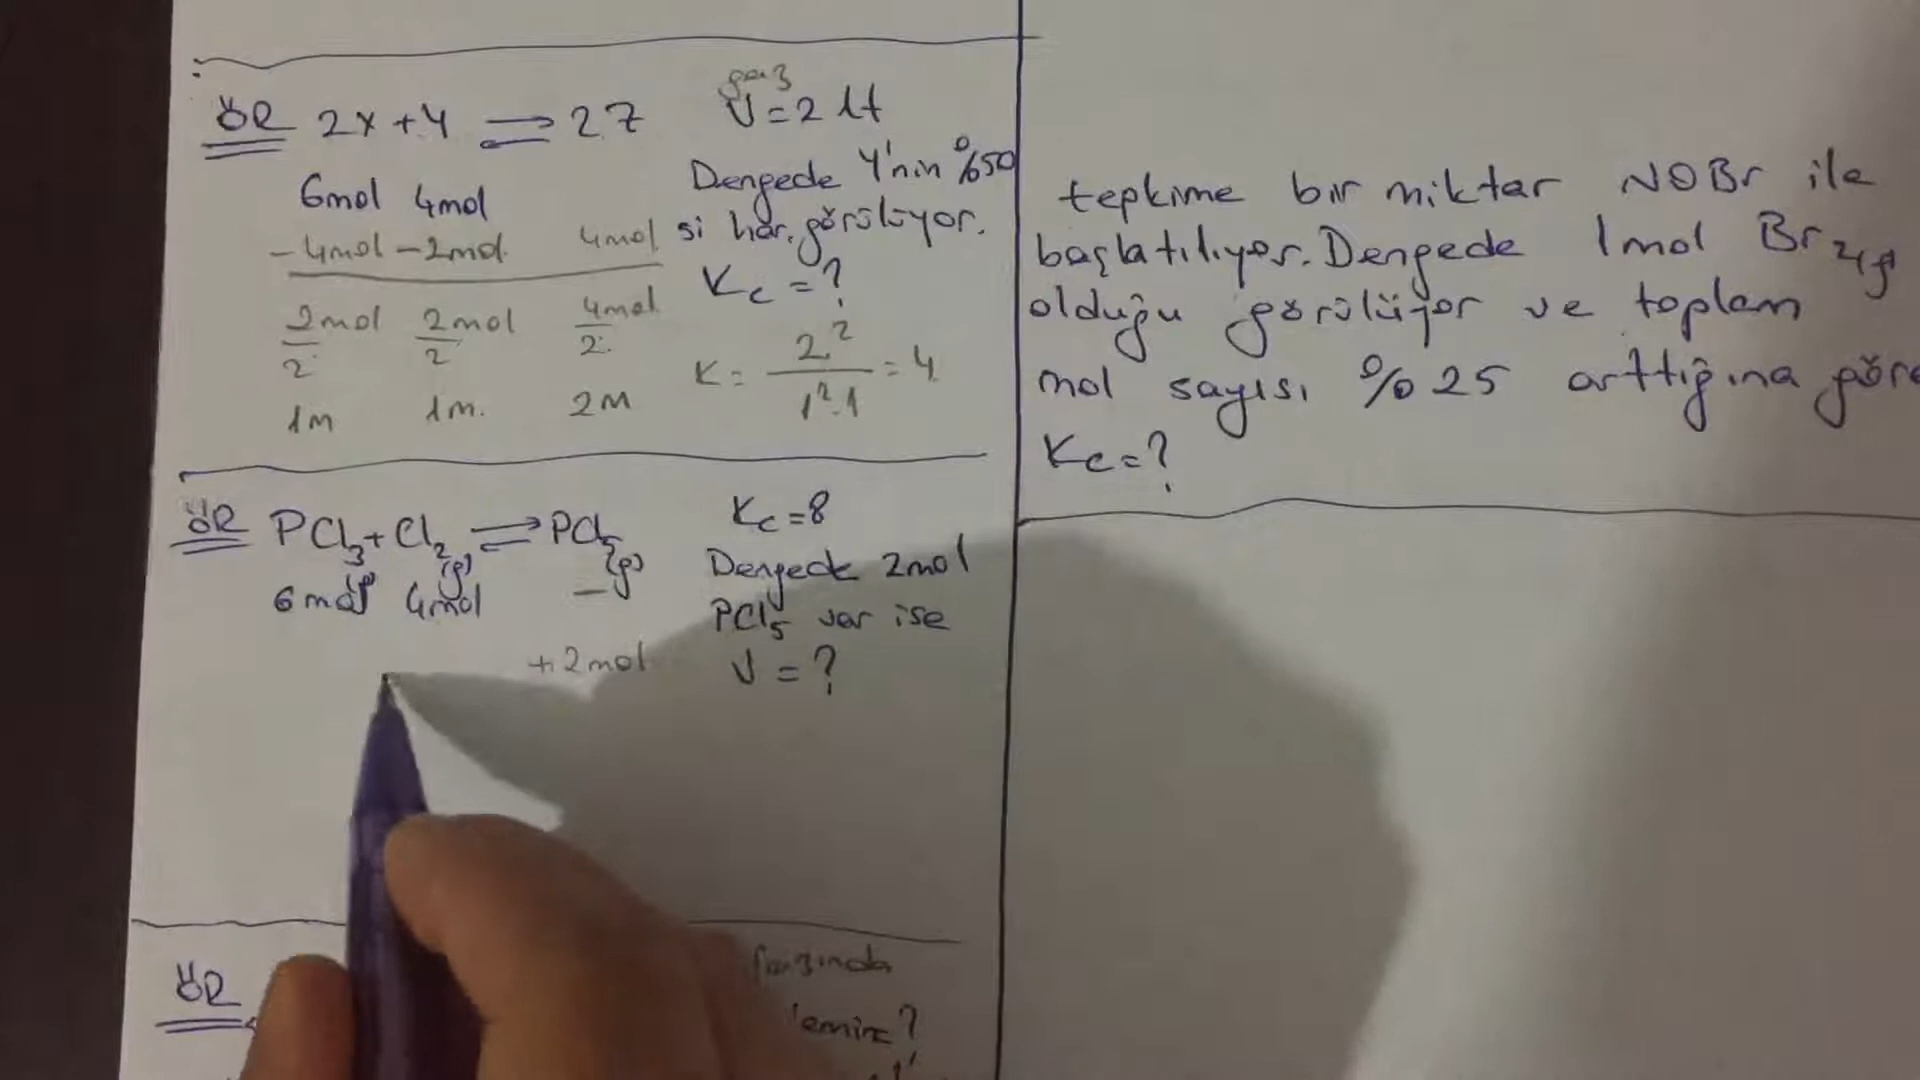 ÖR 2X + Y ⇌ 2Z V = 2 lt
gaz
6mol 4mol
Dengede Y'nin %50
si har. görülüyor.
-4mol -2mol 4mol
Kc = ?
2mol/2 2mol/2 4mol/2
K = 2²/1².1 = 4
1M 1M. 2M
ÖR PCl3(g) + Cl2(g) ⇌ PCl5(g) Kc = 8
6mol 4mol -
Dengede 2mol
PCl5 var ise
+2mol V = ?
ÖR
tepkime bir miktar NOBr ile
başlatılıyor. Dengede 1mol Br2(g)
olduğu görülüyor ve toplam
mol sayısı %25 arttığına göre
Kc = ?